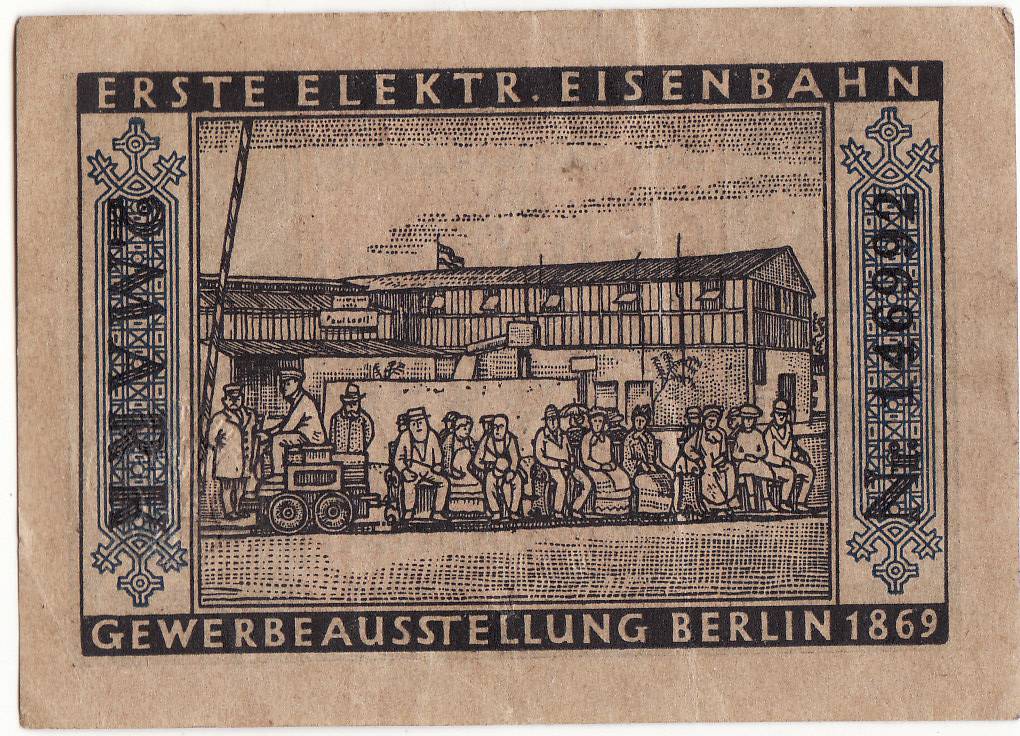 ERSTE ELEKTR. EISENBAHN
2 MARK
Nr. 146992
GEWERBEAUSSTELLUNG BERLIN 1869